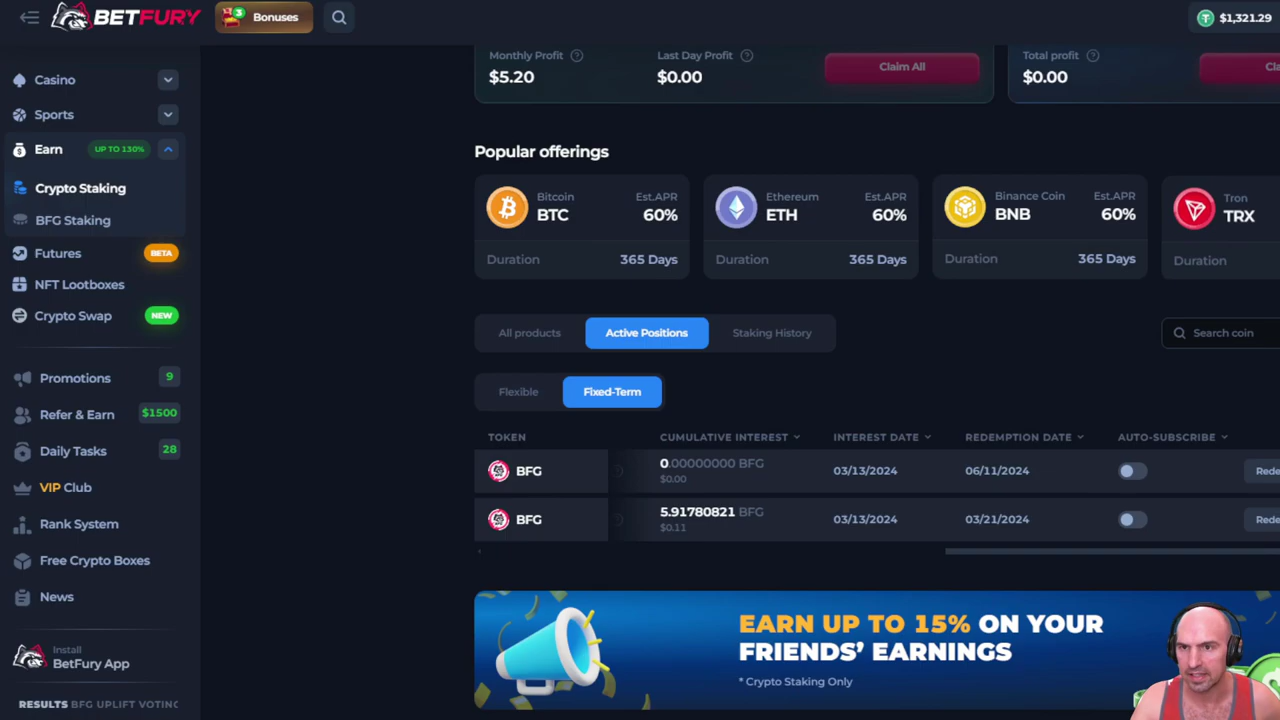 BETFURY
3
Bonuses
$1,321.29
Casino
Sports
Earn
UP TO 130%
Crypto Staking
BFG Staking
Futures
BETA
NFT Lootboxes
Crypto Swap
NEW
Promotions
9
Refer & Earn
$1500
Daily Tasks
28
VIP Club
Rank System
Free Crypto Boxes
News
Install
BetFury App
RESULTS BFG UPLIFT VOTING
Monthly Profit ?
$5.20
Last Day Profit ?
$0.00
Claim All
Total profit ?
$0.00
Cl
Popular offerings
Bitcoin
BTC
Est.APR
60%
Duration
365 Days
Ethereum
ETH
Est.APR
60%
Duration
365 Days
Binance Coin
BNB
Est.APR
60%
Duration
365 Days
Tron
TRX
Duration
All products
Active Positions
Staking History
Search coin
Flexible
Fixed-Term
TOKEN CUMULATIVE INTEREST INTEREST DATE REDEMPTION DATE AUTO-SUBSCRIBE
BFG 0.00000000 BFG 03/13/2024 06/11/2024 Rede
$0.00
BFG 5.91780821 BFG 03/13/2024 03/21/2024 Rede
$0.11
EARN UP TO 15% ON YOUR
FRIENDS' EARNINGS
* Crypto Staking Only